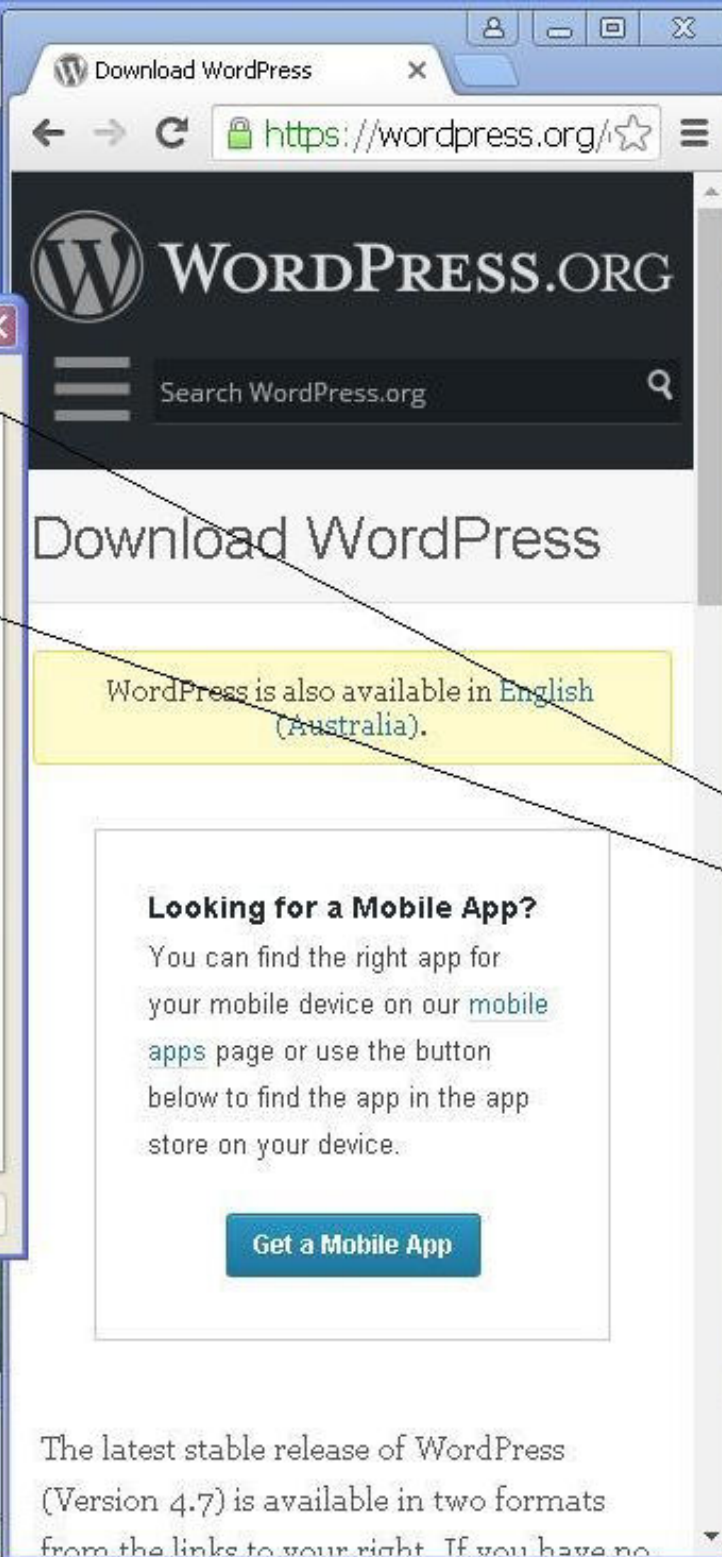 Download WordPress
https://wordpress.org/
WORDPRESS.ORG
Search WordPress.org
Download WordPress
WordPress is also available in English
(Australia).
Looking for a Mobile App?
You can find the right app for
your mobile device on our mobile
apps page or use the button
below to find the app in the app
store on your device.
Get a Mobile App
The latest stable release of WordPress
(Version 4.7) is available in two formats
from the links to your right. If you have no